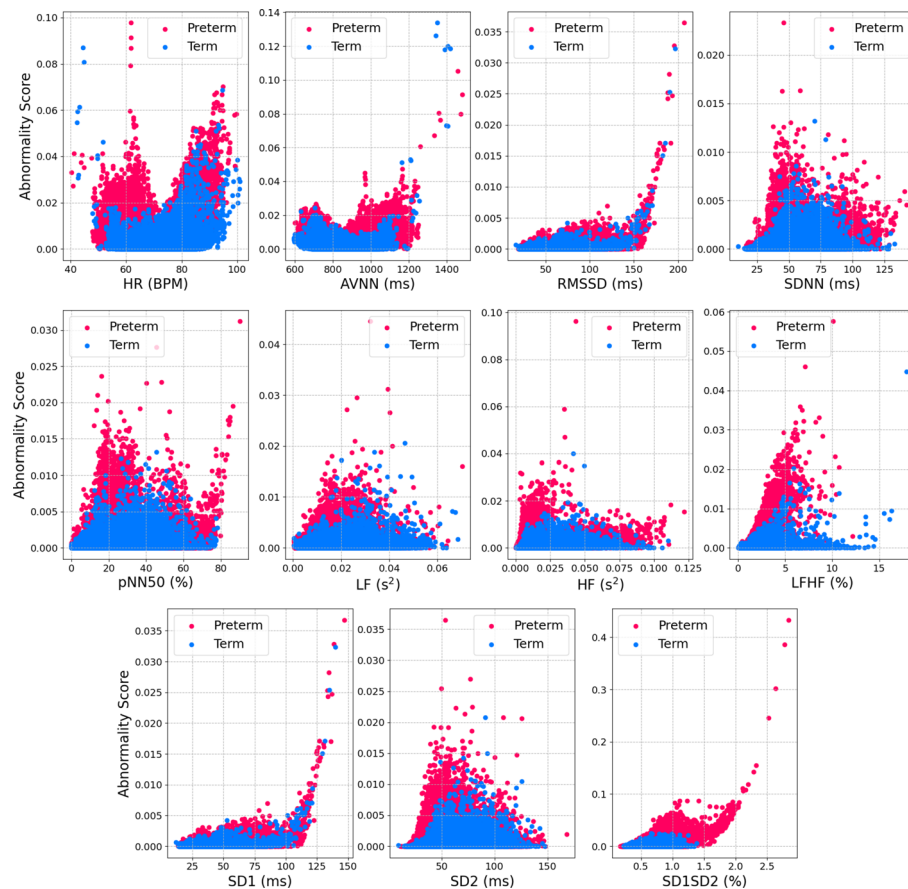 0.14
0.035
0.10
Preterm
Term
Preterm
Term
Preterm
Term
Preterm
Term
0.08
0.12
0.030
0.020
0.10
0.025
0.06
0.015
0.08
0.020
0.04
0.06
0.015
0.010
0.04
0.010
0.02
0.005
0.02
0.005
0.00
0.00
0.000
0.000
40 60 80 100
600 800 1000 1200 1400
50 100 150 200
25 50 75 100 125
Abnormality Score
HR (BPM)
AVNN (ms)
RMSSD (ms)
SDNN (ms)
0.10
0.06
0.030
Preterm
Term
Preterm
Term
Preterm
Term
Preterm
Term
0.04
0.05
0.025
0.08
0.04
0.020
0.03
0.06
0.03
0.015
0.02
0.04
0.010
0.02
0.01
0.02
0.005
0.01
0.000
0.00
0.00
0.00
0 20 40 60 80
0.00 0.02 0.04 0.06
0.000 0.025 0.050 0.075 0.100 0.125
0 5 10 15
Abnormality Score
pNN50 (%)
LF (s²)
HF (s²)
LFHF (%)
Preterm
Term
Preterm
Term
Preterm
Term
0.035
0.035
0.4
0.030
0.030
0.025
0.025
0.3
0.020
0.020
0.2
0.015
0.015
0.010
0.010
0.1
0.005
0.005
0.000
0.000
0.0
25 50 75 100 125 150
0 50 100 150
0.5 1.0 1.5 2.0 2.5
Abnormality Score
SD1 (ms)
SD2 (ms)
SD1SD2 (%)